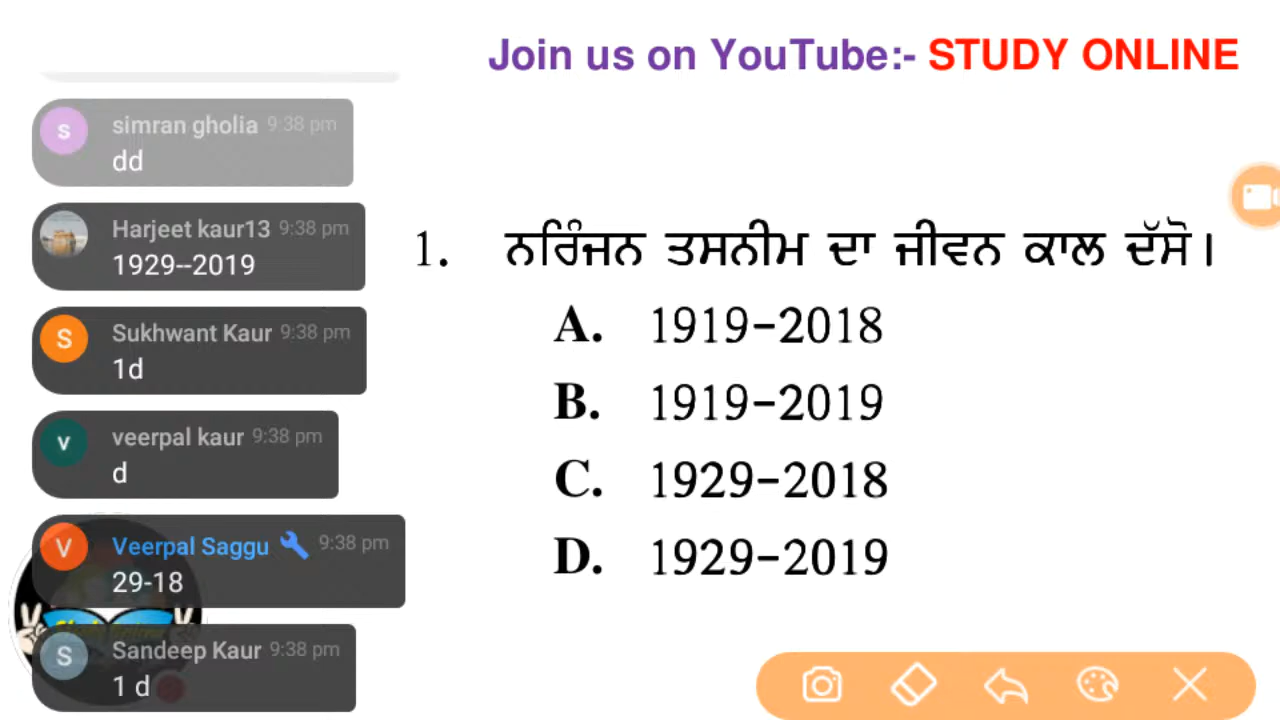 Join us on YouTube:- STUDY ONLINE
S simran gholia 9:38 pm
dd
Harjeet kaur13 9:38 pm
1929--2019
S Sukhwant Kaur 9:38 pm
1d
v veerpal kaur 9:38 pm
d
V Veerpal Saggu 9:38 pm
29-18
S Sandeep Kaur 9:38 pm
1 d
1. ਨਰਿੰਜਨ ਤਸਨੀਮ ਦਾ ਜੀਵਨ ਕਾਲ ਦੱਸੋ।
A. 1919-2018
B. 1919-2019
C. 1929-2018
D. 1929-2019